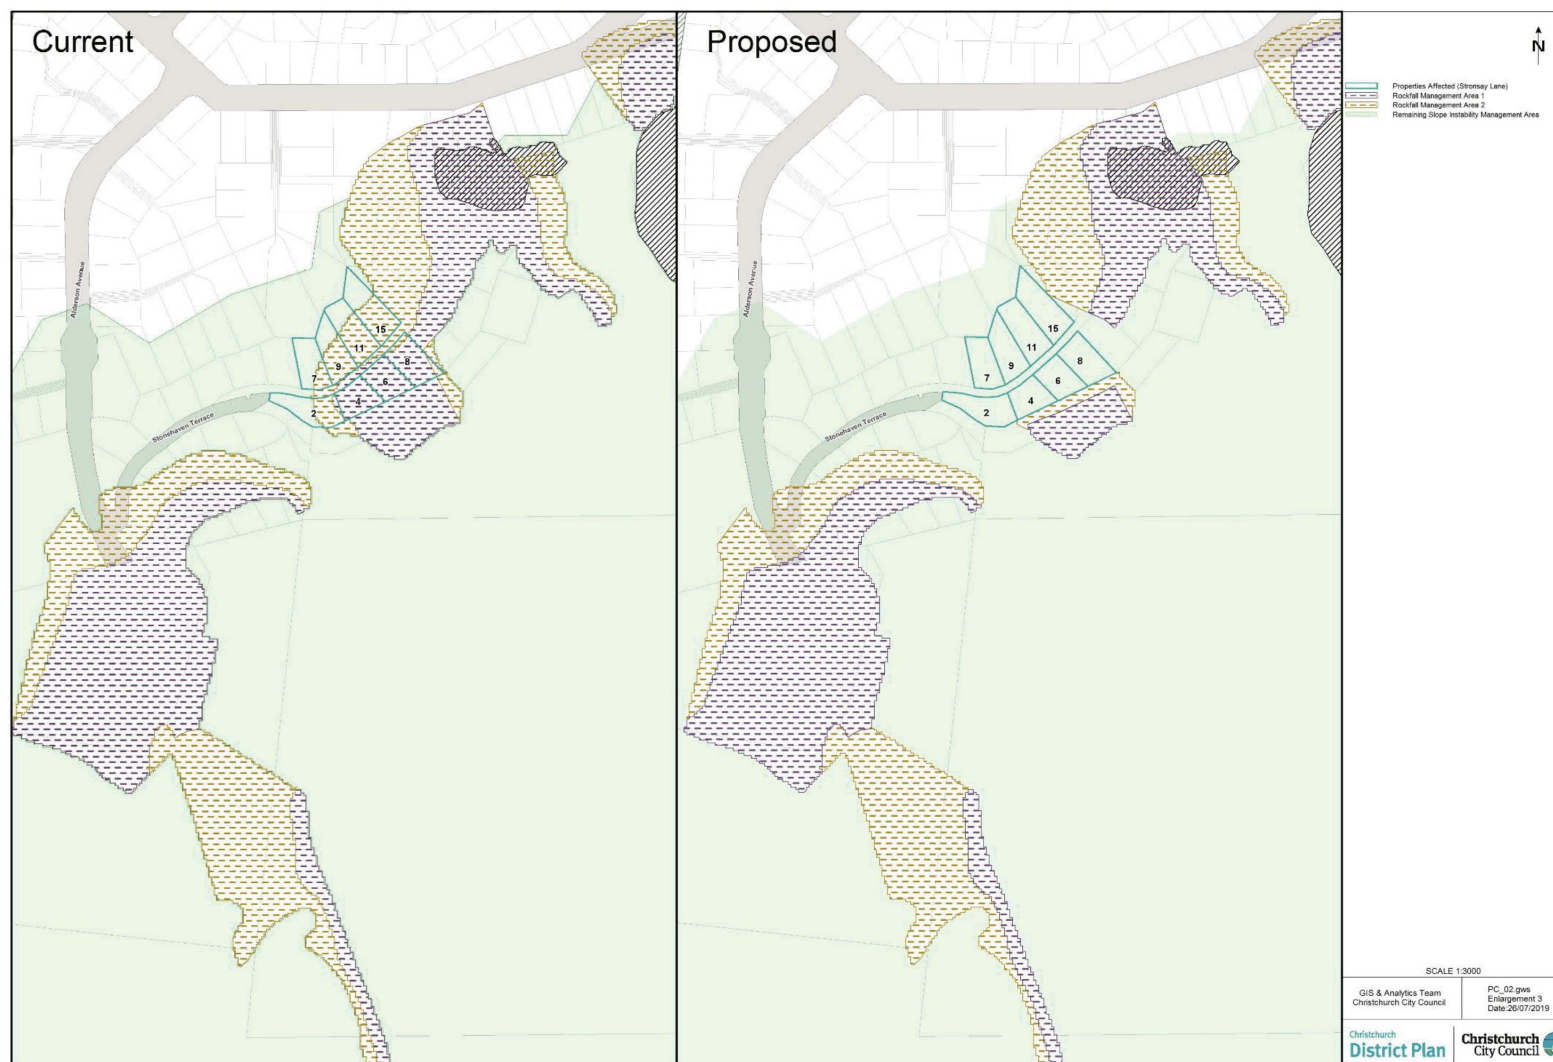 Current
Alderson Avenue
Stonehaven Terrace
15
11
8
9
7
6
4
2
Proposed
Alderson Avenue
Stonehaven Terrace
15
11
8
9
7
6
4
2
N
Properties Affected (Stronsay Lane)
Rockfall Management Area 1
Rockfall Management Area 2
Remaining Slope Instability Management Area
SCALE 1:3000
GIS & Analytics Team
Christchurch City Council
PC_02.gws
Enlargement 3
Date:26/07/2019
Christchurch
District Plan
Christchurch
City Council